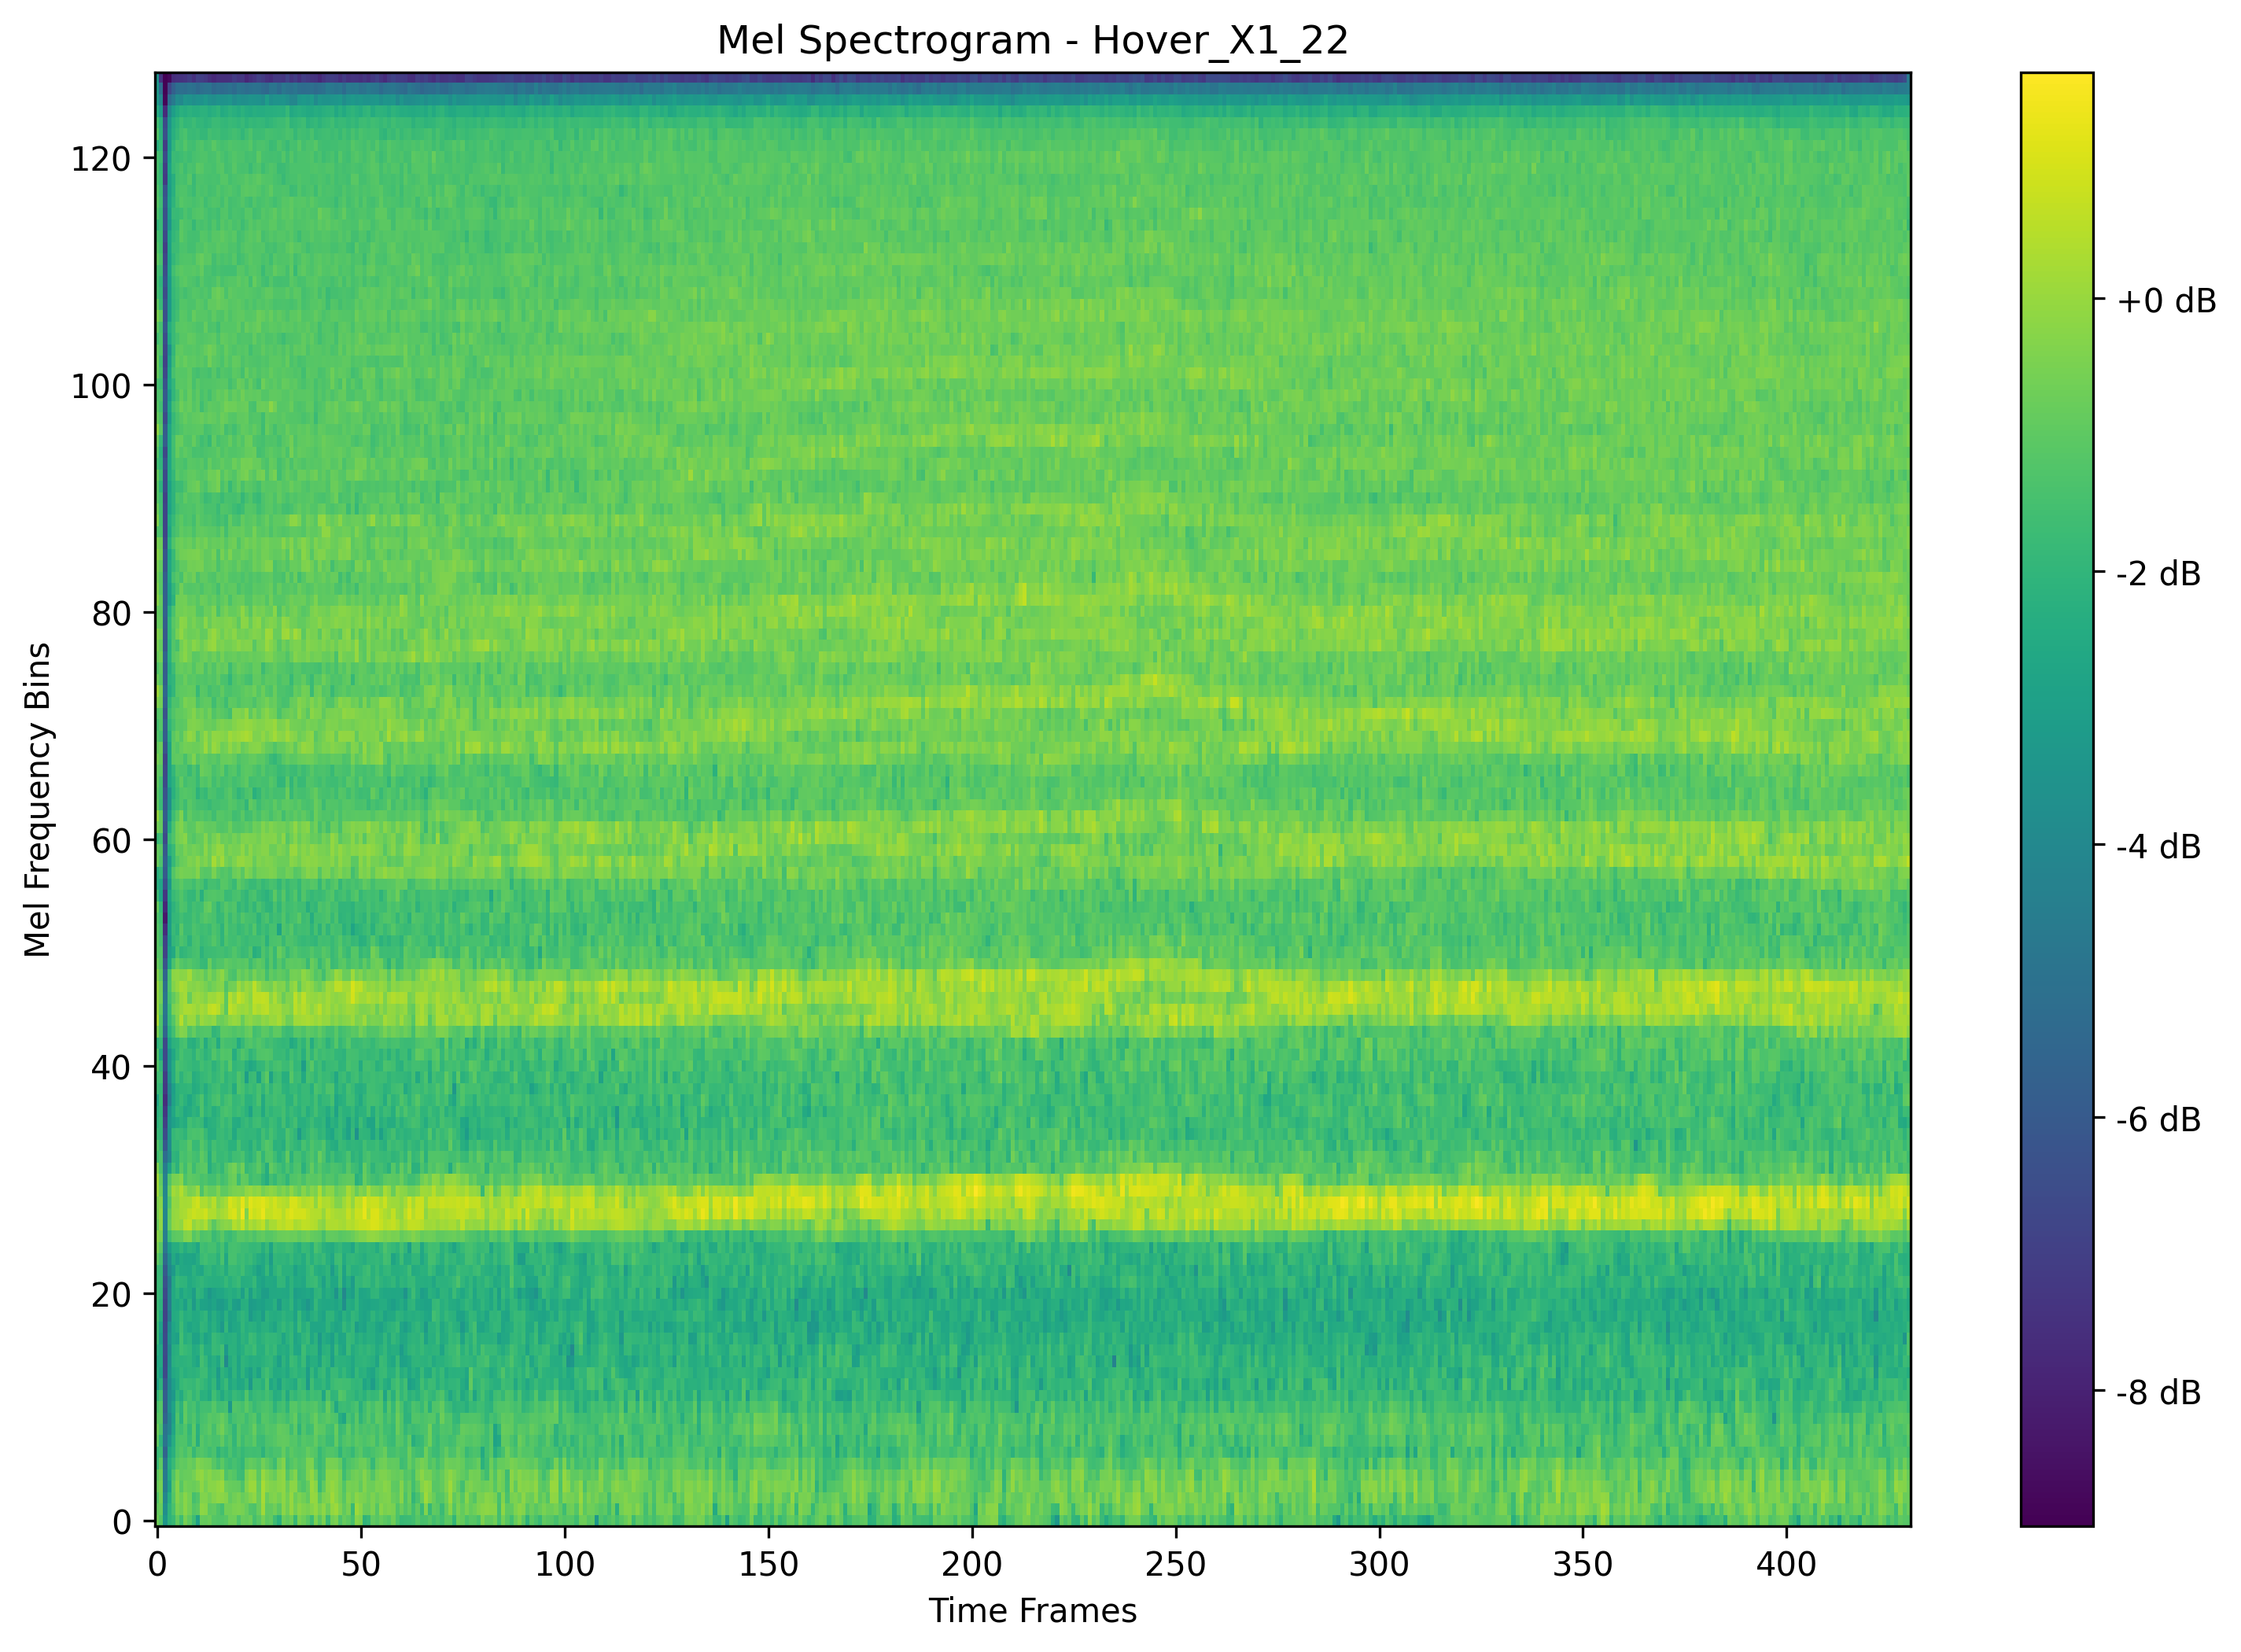 Mel Spectrogram - Hover_X1_22
Mel Frequency Bins
120
100
80
60
40
20
0
0 50 100 150 200 250 300 350 400
Time Frames
+0 dB
-2 dB
-4 dB
-6 dB
-8 dB